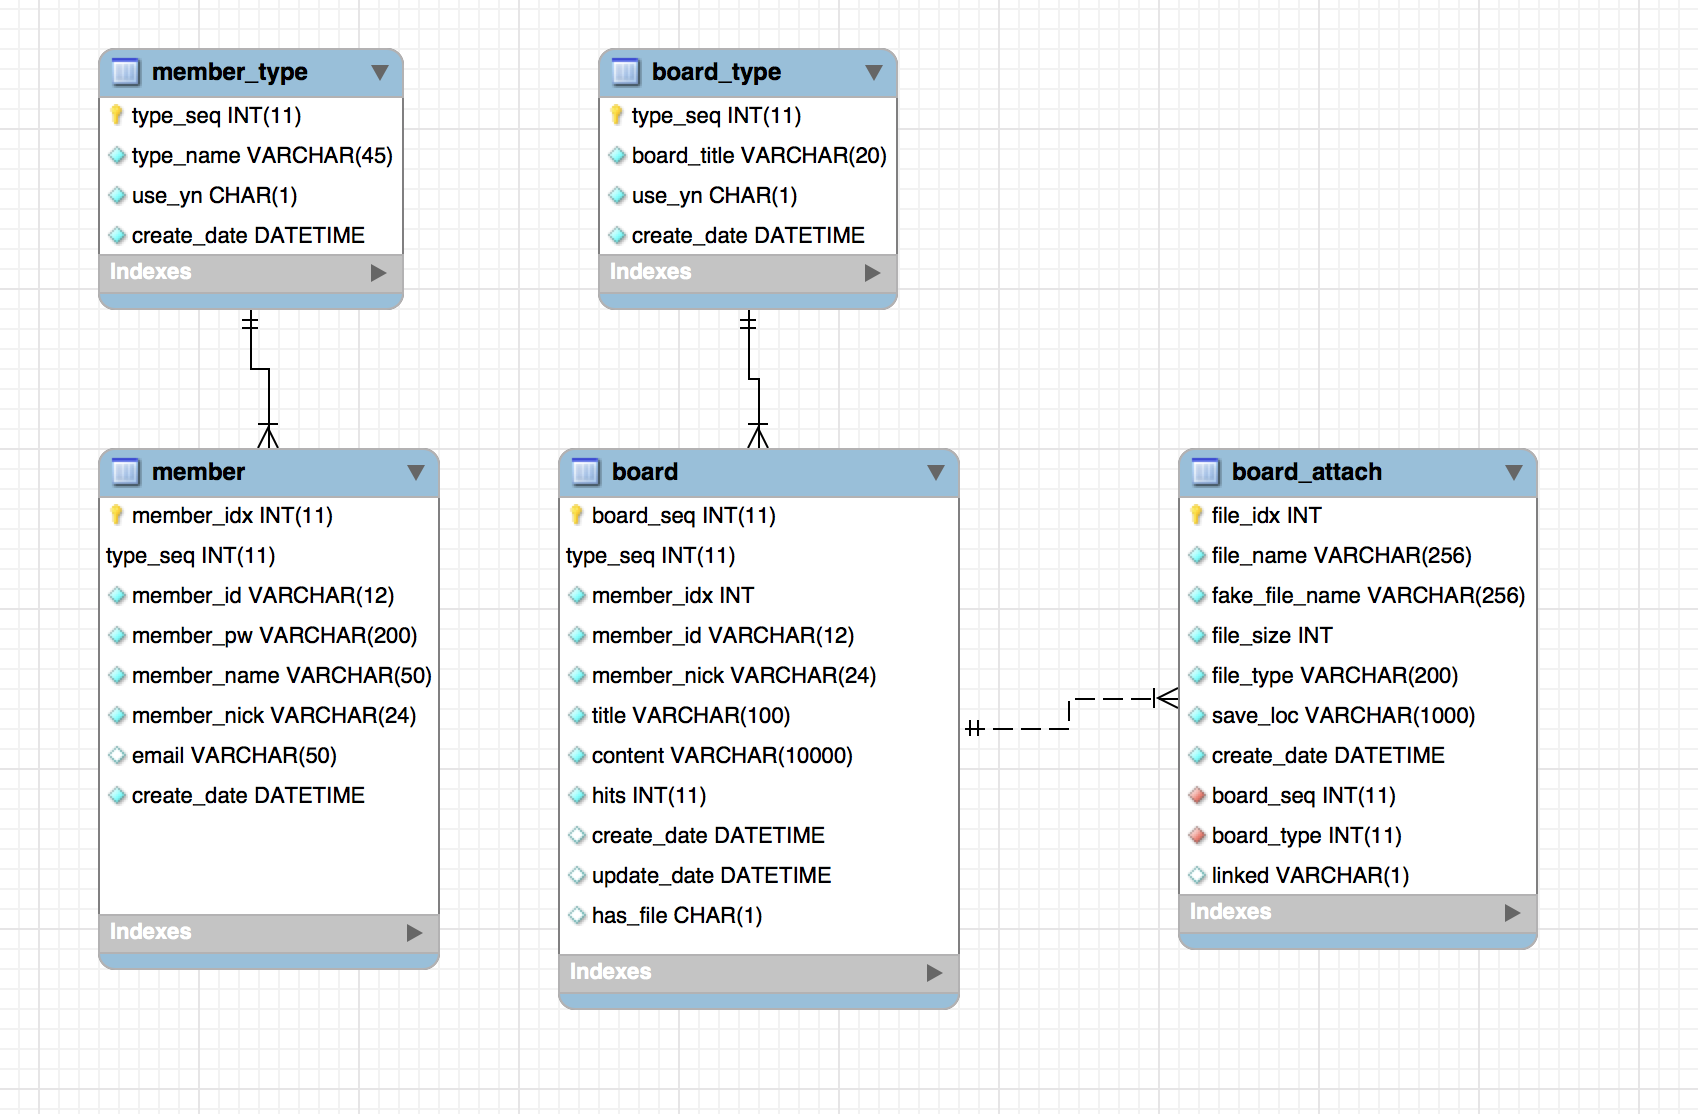 member_type
type_seq INT(11)
type_name VARCHAR(45)
use_yn CHAR(1)
create_date DATETIME
Indexes
board_type
type_seq INT(11)
board_title VARCHAR(20)
use_yn CHAR(1)
create_date DATETIME
Indexes
member
member_idx INT(11)
type_seq INT(11)
member_id VARCHAR(12)
member_pw VARCHAR(200)
member_name VARCHAR(50)
member_nick VARCHAR(24)
email VARCHAR(50)
create_date DATETIME
Indexes
board
board_seq INT(11)
type_seq INT(11)
member_idx INT
member_id VARCHAR(12)
member_nick VARCHAR(24)
title VARCHAR(100)
content VARCHAR(10000)
hits INT(11)
create_date DATETIME
update_date DATETIME
has_file CHAR(1)
Indexes
board_attach
file_idx INT
file_name VARCHAR(256)
fake_file_name VARCHAR(256)
file_size INT
file_type VARCHAR(200)
save_loc VARCHAR(1000)
create_date DATETIME
board_seq INT(11)
board_type INT(11)
linked VARCHAR(1)
Indexes